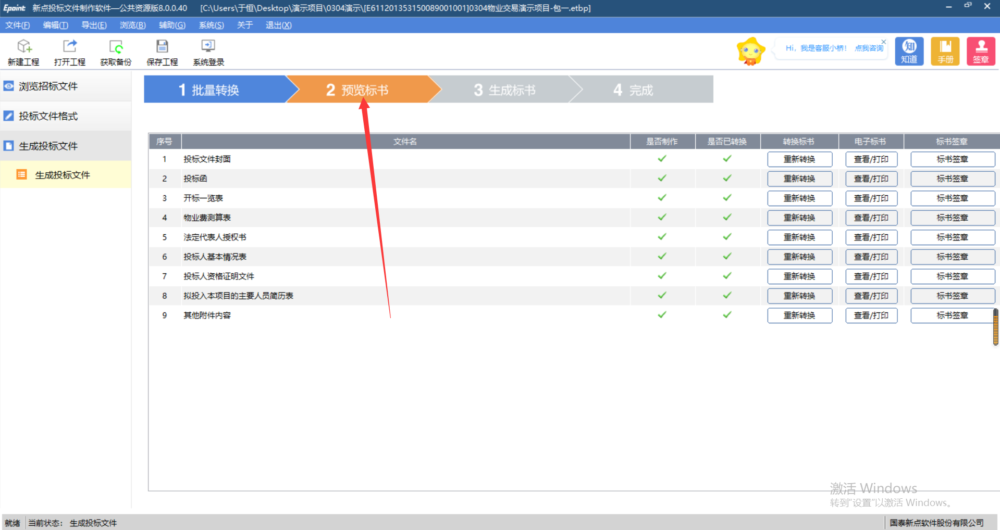 Epoint 新点投标文件制作软件—公共资源版8.0.0.40 [C:\Users\于恒\Desktop\演示项目\0304演示\[E611201353150089001001]0304物业交易演示项目-包一.etbp]
文件(F) 编辑(T) 导出(E) 浏览(B) 辅助(G) 系统(S) 关于 退出(X)
新建工程 打开工程 获取备份 保存工程 系统登录
Hi，我是客服小桥！ 点我咨询
知 知道 手册 签章
浏览招标文件
投标文件格式
生成投标文件
生成投标文件
1 批量转换 2 预览标书 3 生成标书 4 完成
序号 文件名 是否制作 是否已转换 转换标书 电子标书 标书签章
1 投标文件封面 重新转换 查看/打印 标书签章
2 投标函 重新转换 查看/打印 标书签章
3 开标一览表 重新转换 查看/打印 标书签章
4 物业费测算表 重新转换 查看/打印 标书签章
5 法定代表人授权书 重新转换 查看/打印 标书签章
6 投标人基本情况表 重新转换 查看/打印 标书签章
7 投标人资格证明文件 重新转换 查看/打印 标书签章
8 拟投入本项目的主要人员简历表 重新转换 查看/打印 标书签章
9 其他附件内容 重新转换 查看/打印 标书签章
激活 Windows
转到“设置”以激活 Windows。
就绪 当前状态： 生成投标文件 国泰新点软件股份有限公司